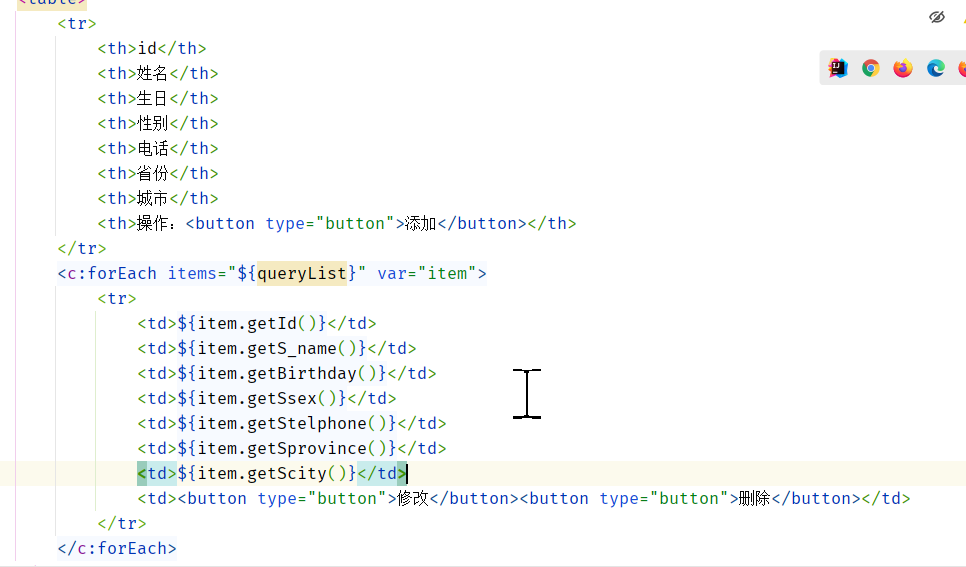 <table>
<tr>
<th>id</th>
<th>姓名</th>
<th>生日</th>
<th>性别</th>
<th>电话</th>
<th>省份</th>
<th>城市</th>
<th>操作：<button type="button">添加</button></th>
</tr>
<c:forEach items="${queryList}" var="item">
<tr>
<td>${item.getId()}</td>
<td>${item.getS_name()}</td>
<td>${item.getBirthday()}</td>
<td>${item.getSsex()}</td>
<td>${item.getStelphone()}</td>
<td>${item.getSprovince()}</td>
<td>${item.getScity()}</td>
<td><button type="button">修改</button><button type="button">删除</button></td>
</tr>
</c:forEach>